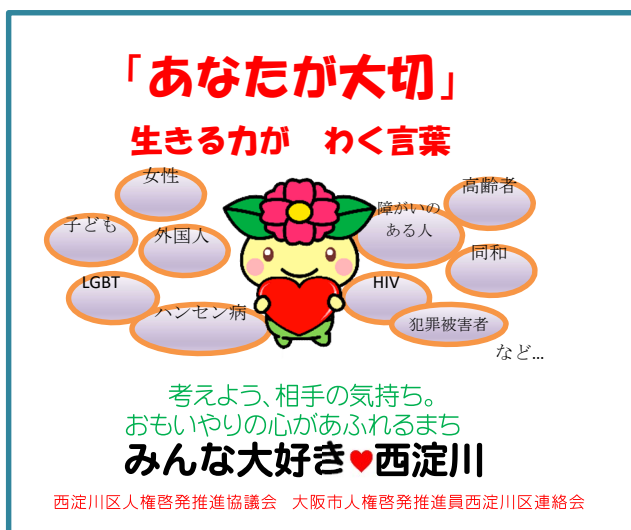 「あなたが大切」
生きる力が　わく言葉
女性
高齢者
子ども
外国人
障がいの
ある人
同和
LGBT
HIV
ハンセン病
犯罪被害者
など…
考えよう、相手の気持ち。
おもいやりの心があふれるまち
みんな大好き♥西淀川
西淀川区人権啓発推進協議会　大阪市人権啓発推進員西淀川区連絡会